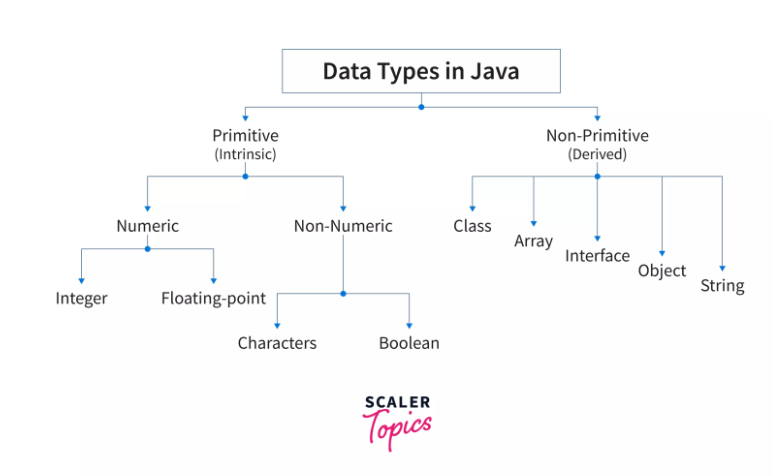 Data Types in Java
Primitive
(Intrinsic)
Non-Primitive
(Derived)
Numeric
Non-Numeric
Class
Array
Interface
Object
String
Integer
Floating-point
Characters
Boolean
SCALER
Topics